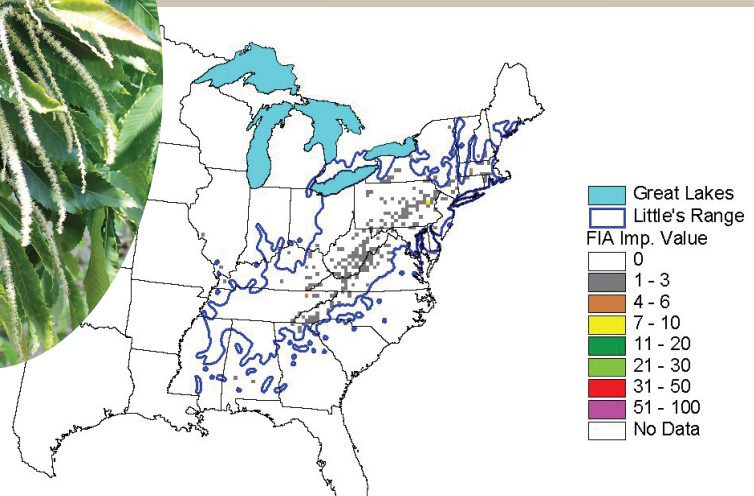 Great Lakes
Little's Range
FIA Imp. Value
0
1 - 3
4 - 6
7 - 10
11 - 20
21 - 30
31 - 50
51 - 100
No Data